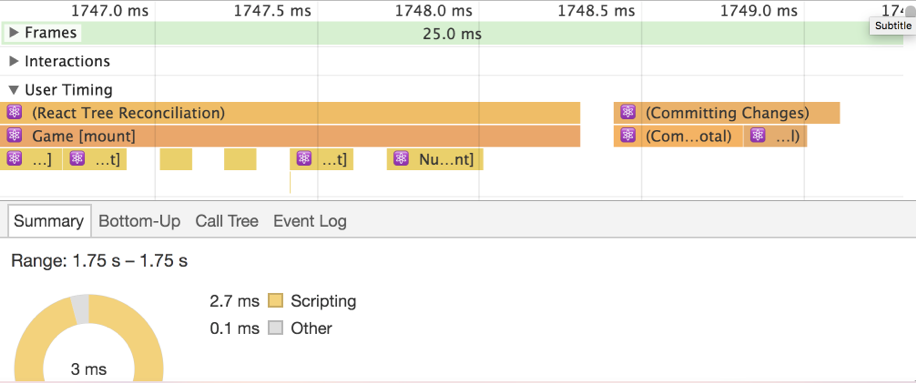 1747.0 ms 1747.5 ms 1748.0 ms 1748.5 ms 1749.0 ms 174
Subtitle
Frames 25.0 ms
Interactions
User Timing
(React Tree Reconciliation) (Committing Changes)
Game [mount] (Com...otal) ...l)
...] ...t] ...t] Nu...nt]
Summary Bottom-Up Call Tree Event Log
Range: 1.75 s – 1.75 s
2.7 ms Scripting
0.1 ms Other
3 ms